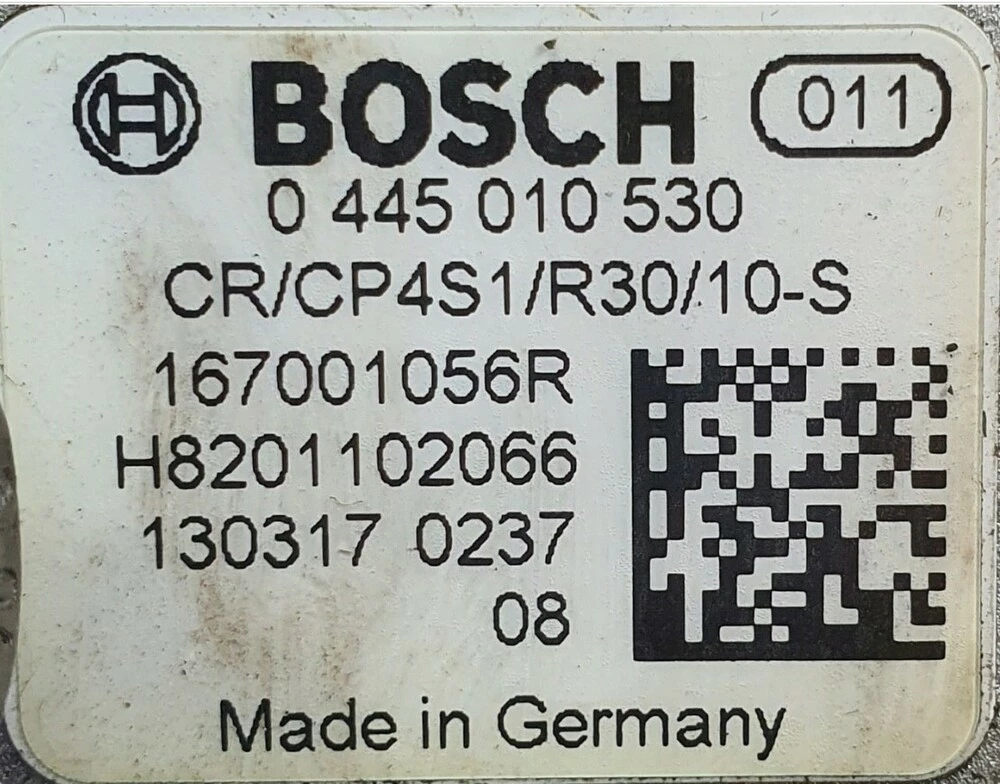 BOSCH 011
0 445 010 530
CR/CP4S1/R30/10-S
167001056R
H8201102066
130317 0237
08
Made in Germany